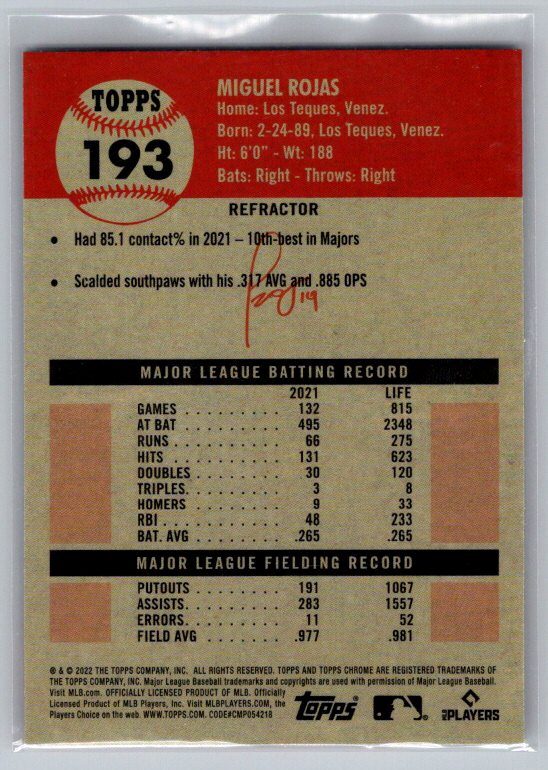 TOPPS
193
MIGUEL ROJAS
Home: Los Teques, Venez.
Born: 2-24-89, Los Teques, Venez.
Ht: 6'0" - Wt: 188
Bats: Right - Throws: Right
REFRACTOR
• Had 85.1 contact% in 2021 – 10th-best in Majors
• Scalded southpaws with his .317 AVG and .885 OPS
MAJOR LEAGUE BATTING RECORD
2021 LIFE
GAMES . . . . . . . . . . 132 815
AT BAT . . . . . . . . . . 495 2348
RUNS . . . . . . . . . . . 66 275
HITS . . . . . . . . . . . 131 623
DOUBLES . . . . . . . . . 30 120
TRIPLES. . . . . . . . . . 3 8
HOMERS . . . . . . . . . 9 33
RBI . . . . . . . . . . . . 48 233
BAT. AVG . . . . . . . . .265 .265
MAJOR LEAGUE FIELDING RECORD
PUTOUTS . . . . . . . . . 191 1067
ASSISTS. . . . . . . . . . 283 1557
ERRORS. . . . . . . . . . 11 52
FIELD AVG . . . . . . . . .977 .981
® & © 2022 THE TOPPS COMPANY, INC. ALL RIGHTS RESERVED. TOPPS AND TOPPS CHROME ARE REGISTERED TRADEMARKS OF
THE TOPPS COMPANY, INC. Major League Baseball trademarks and copyrights are used with permission of Major League Baseball.
Visit MLB.com. OFFICIALLY LICENSED PRODUCT OF MLB. Officially
Licensed Product of MLB Players, Inc. Visit MLBPLAYERS.COM, the
Players Choice on the web. WWW.TOPPS.COM. CODE#CMP054218
Topps
MLB PLAYERS